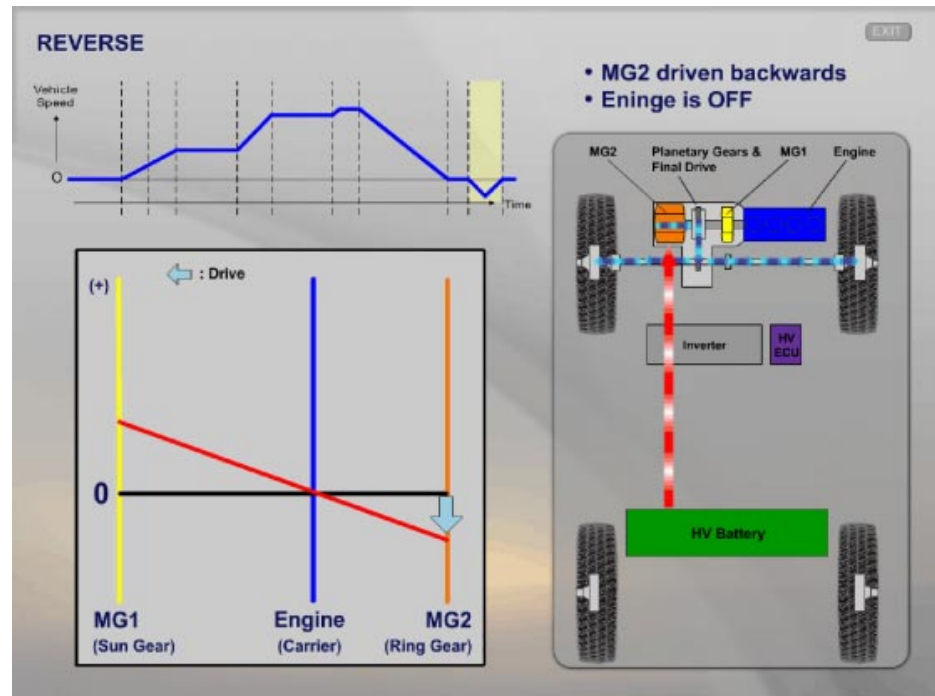 REVERSE
EXIT
• MG2 driven backwards
• Eninge is OFF
Vehicle
Speed
O
Time
MG2
Planetary Gears &
Final Drive
MG1
Engine
Inverter
HV
ECU
HV Battery
(+)
: Drive
0
MG1
(Sun Gear)
Engine
(Carrier)
MG2
(Ring Gear)